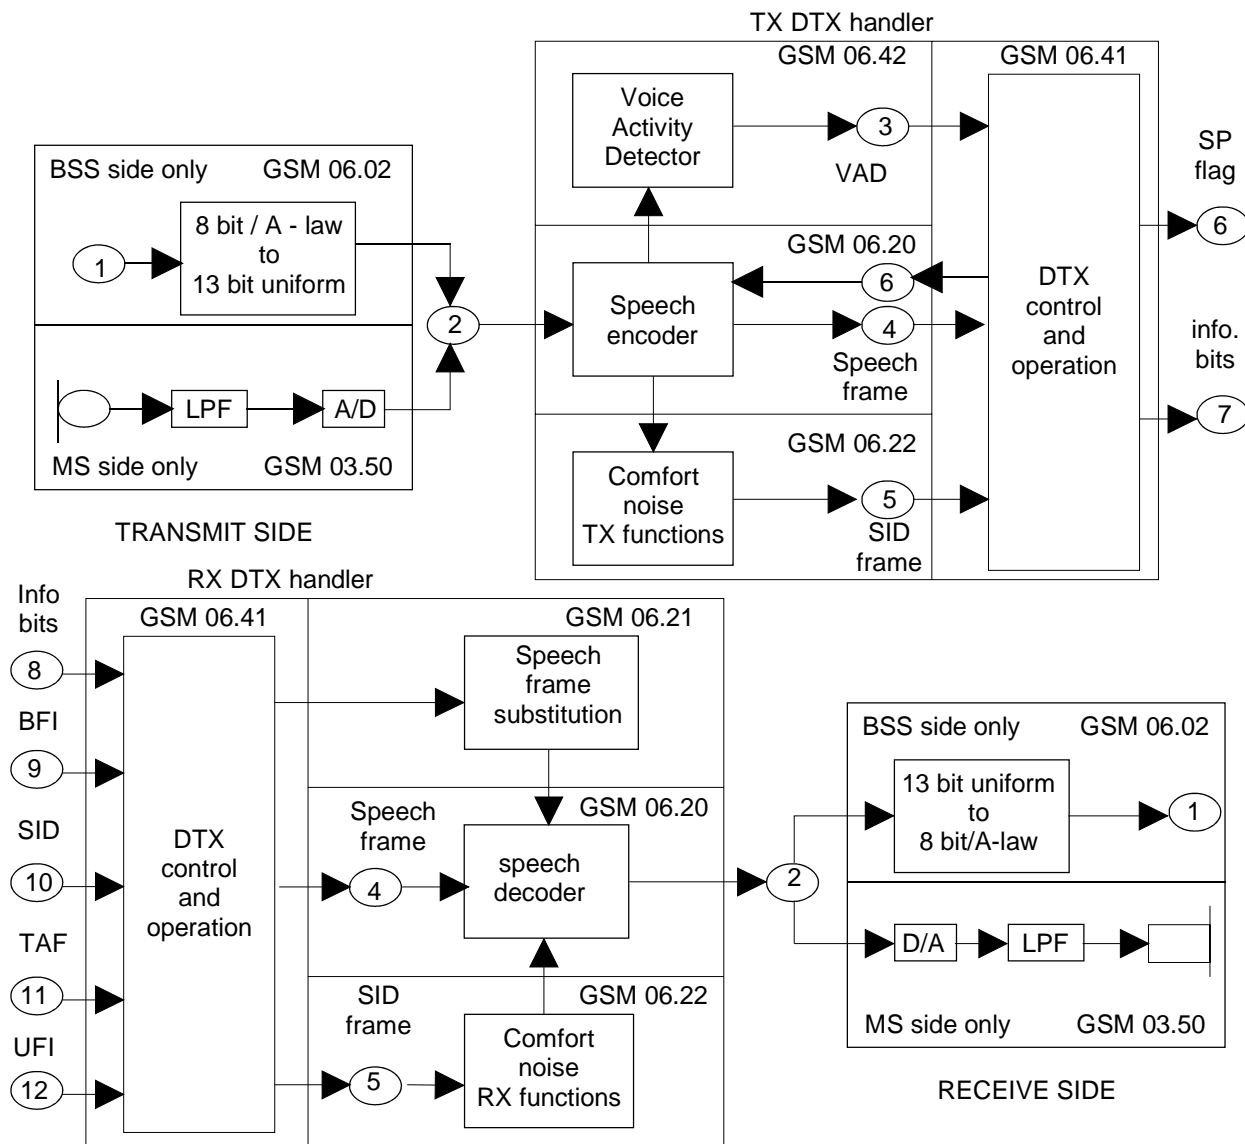 TX DTX handler
GSM 06.42
GSM 06.41
Voice
Activity
Detector
3
VAD
SP
flag
6
BSS side only
GSM 06.02
8 bit / A - law
to
13 bit uniform
1
2
GSM 06.20
Speech
encoder
6
4
Speech
frame
DTX
control
and
operation
info.
bits
7
LPF
A/D
MS side only
GSM 03.50
GSM 06.22
Comfort
noise
TX functions
5
SID
frame
TRANSMIT SIDE
RX DTX handler
Info
bits
8
BFI
9
SID
10
TAF
11
UFI
12
GSM 06.41
DTX
control
and
operation
GSM 06.21
Speech
frame
substitution
GSM 06.20
Speech
frame
4
speech
decoder
2
GSM 06.22
SID
frame
5
Comfort
noise
RX functions
BSS side only
GSM 06.02
13 bit uniform
to
8 bit/A-law
1
D/A
LPF
MS side only
GSM 03.50
RECEIVE SIDE